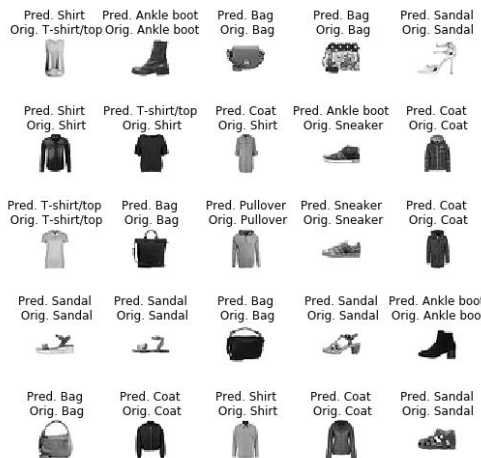 Pred. Shirt
Orig. T-shirt/top
Pred. Ankle boot
Orig. Ankle boot
Pred. Bag
Orig. Bag
Pred. Bag
Orig. Bag
Pred. Sandal
Orig. Sandal
Pred. Shirt
Orig. Shirt
Pred. T-shirt/top
Orig. Shirt
Pred. Coat
Orig. Shirt
Pred. Ankle boot
Orig. Sneaker
Pred. Coat
Orig. Coat
Pred. T-shirt/top
Orig. T-shirt/top
Pred. Bag
Orig. Bag
Pred. Pullover
Orig. Pullover
Pred. Sneaker
Orig. Sneaker
Pred. Coat
Orig. Coat
Pred. Sandal
Orig. Sandal
Pred. Sandal
Orig. Sandal
Pred. Bag
Orig. Bag
Pred. Sandal
Orig. Sandal
Pred. Ankle boo
Orig. Ankle boo
Pred. Bag
Orig. Bag
Pred. Coat
Orig. Coat
Pred. Shirt
Orig. Shirt
Pred. Coat
Orig. Coat
Pred. Sandal
Orig. Sandal